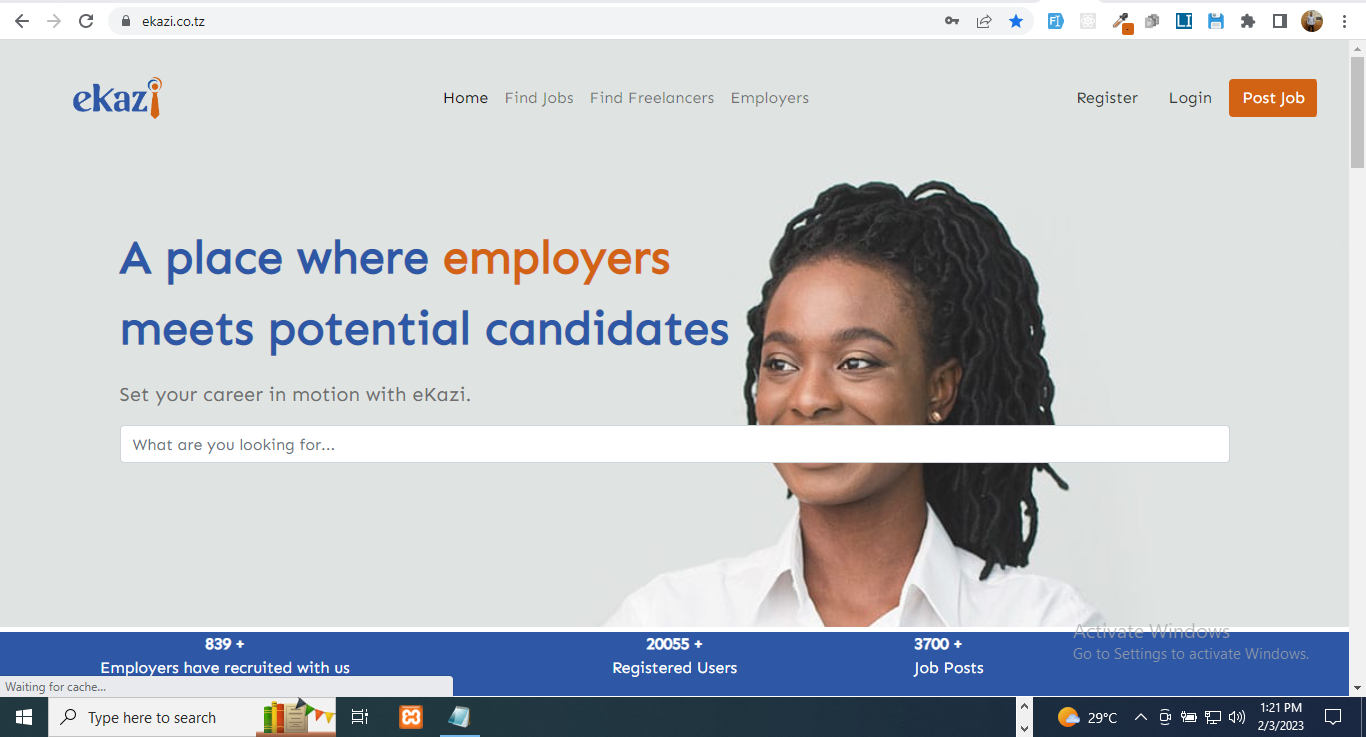 ekazi.co.tz
ekazi
Home Find Jobs Find Freelancers Employers
Register Login Post Job
A place where employers
meets potential candidates
Set your career in motion with eKazi.
What are you looking for...
839 +
Employers have recruited with us
20055 +
Registered Users
3700 +
Job Posts
Activate Windows
Go to Settings to activate Windows.
Waiting for cache...
Type here to search
29°C
1:21 PM
2/3/2023